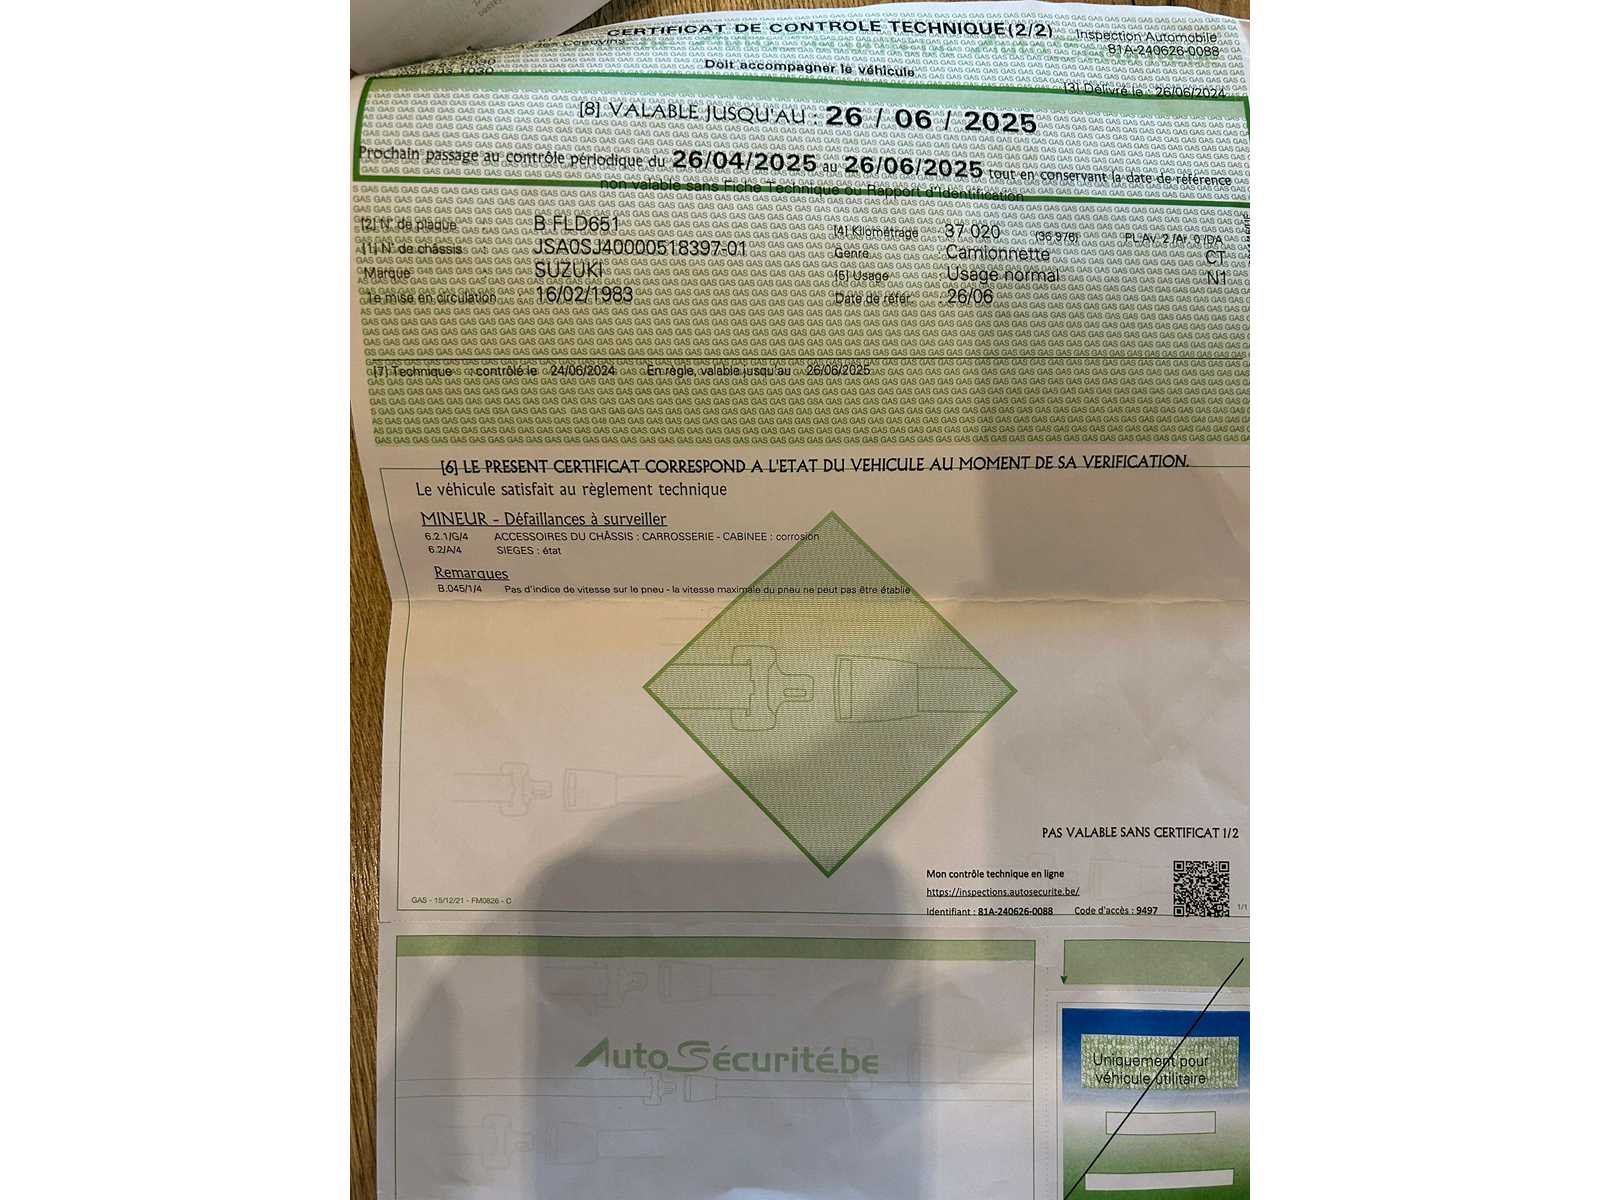 CERTIFICAT DE CONTROLE TECHNIQUE(2/2)
Inspection Automobile
81A-240626-0088
Doit accompagner le véhicule
[3] Délivré le : 26/06/2024
[8] VALABLE JUSQU'AU : 26 / 06 / 2025
Prochain passage au contrôle périodique du 26/04/2025 au 26/06/2025 tout en conservant la date de référence
non valable sans Fiche Technique ou Rapport d'Identification
[2] N° de plaque : B FLD651
[4] Kilométrage : 37 020 (36.978) PL.Av. 2 /Ar. 0 /DA
[1] N° de châssis : JSA0SJ40000518397-01
Genre : Camionnette CT
Marque : SUZUKI
[5] Usage : Usage normal N1
1e mise en circulation 16/02/1983
Date de référ. : 26/06
[7] Technique : contrôlé le 24/06/2024 En règle, valable jusqu'au 26/06/2025
[6] LE PRESENT CERTIFICAT CORRESPOND A L'ETAT DU VEHICULE AU MOMENT DE SA VERIFICATION.
Le véhicule satisfait au règlement technique
MINEUR - Défaillances à surveiller
6.2.1/G/4 ACCESSOIRES DU CHÂSSIS : CARROSSERIE - CABINEE : corrosion
6.2/A/4 SIEGES : état
Remarques
B.045/1/4 Pas d'indice de vitesse sur le pneu - la vitesse maximale du pneu ne peut pas être établie
PAS VALABLE SANS CERTIFICAT 1/2
Mon contrôle technique en ligne
https://inspections.autosecurite.be/
Identifiant : 81A-240626-0088 Code d'accès : 9497
1/1
GAS - 15/12/21 - FM0826 - C
AutoSécurité.be
Uniquement pour
véhicule utilitaire